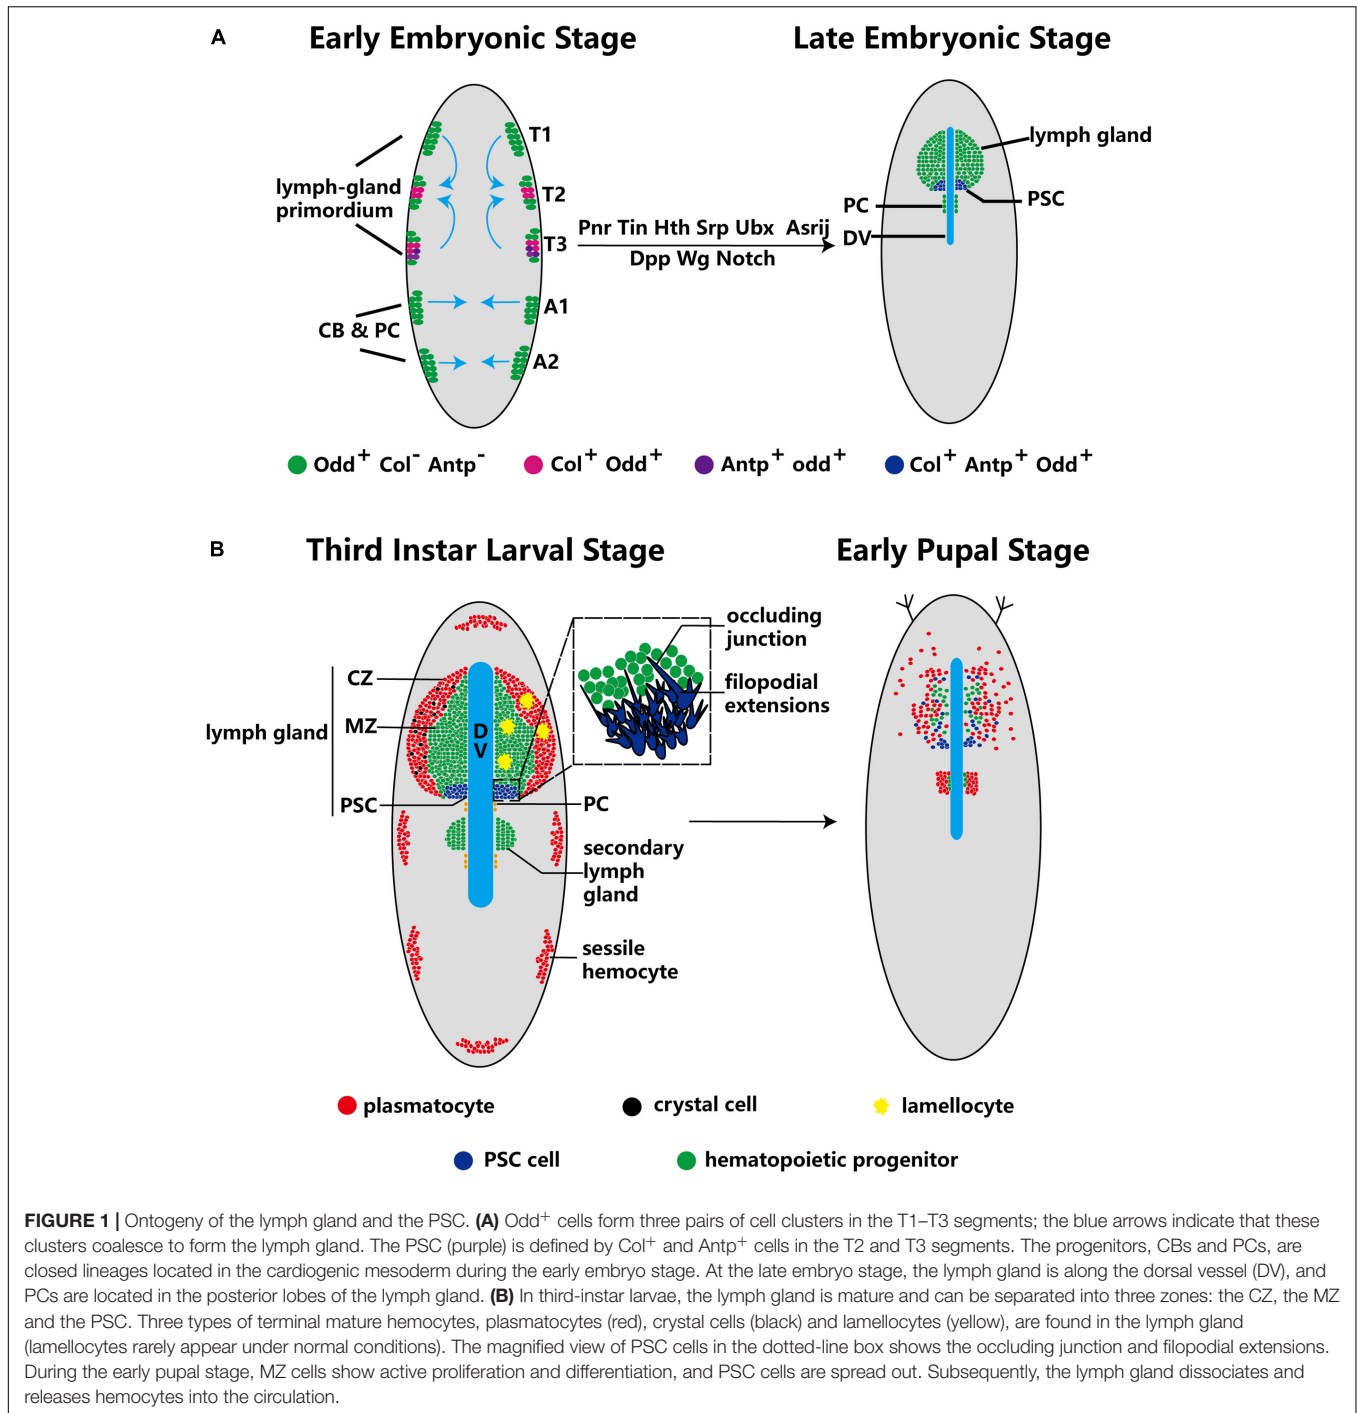 A
Early Embryonic Stage
Late Embryonic Stage
T1
lymph-gland
primordium
T2
T3
CB & PC
A1
A2
Pnr Tin Hth Srp Ubx Asrij
Dpp Wg Notch
lymph gland
PSC
PC
DV
Odd+ Col- Antp-
Col+ Odd+
Antp+ odd+
Col+ Antp+ Odd+
B
Third Instar Larval Stage
Early Pupal Stage
occluding
junction
filopodial
extensions
CZ
lymph gland
MZ
D
V
PSC
PC
secondary
lymph
gland
sessile
hemocyte
plasmatocyte
crystal cell
lamellocyte
PSC cell
hematopoietic progenitor
FIGURE 1 | Ontogeny of the lymph gland and the PSC. (A) Odd+ cells form three pairs of cell clusters in the T1–T3 segments; the blue arrows indicate that these
clusters coalesce to form the lymph gland. The PSC (purple) is defined by Col+ and Antp+ cells in the T2 and T3 segments. The progenitors, CBs and PCs, are
closed lineages located in the cardiogenic mesoderm during the early embryo stage. At the late embryo stage, the lymph gland is along the dorsal vessel (DV), and
PCs are located in the posterior lobes of the lymph gland. (B) In third-instar larvae, the lymph gland is mature and can be separated into three zones: the CZ, the MZ
and the PSC. Three types of terminal mature hemocytes, plasmatocytes (red), crystal cells (black) and lamellocytes (yellow), are found in the lymph gland
(lamellocytes rarely appear under normal conditions). The magnified view of PSC cells in the dotted-line box shows the occluding junction and filopodial extensions.
During the early pupal stage, MZ cells show active proliferation and differentiation, and PSC cells are spread out. Subsequently, the lymph gland dissociates and
releases hemocytes into the circulation.